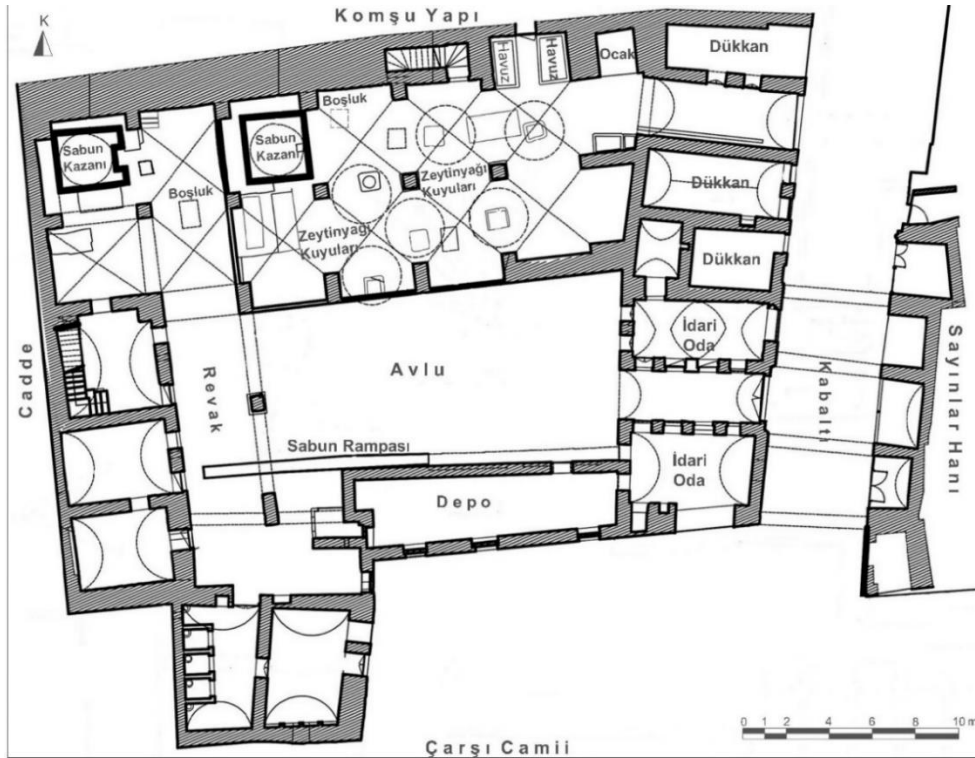 Komşu Yapı
K
Havuz
Havuz
Ocak
Dükkan
Boşluk
Sabun
Kazanı
Sabun
Kazanı
Boşluk
Zeytinyağı
Kuyuları
Dükkan
Zeytinyağı
Kuyuları
Dükkan
İdari
Oda
Cadde
Revak
Avlu
Kabaltı
Sayınlar Hanı
Sabun Rampası
Depo
İdari
Oda
0 1 2 4 6 8 10 m
Çarşı Camii